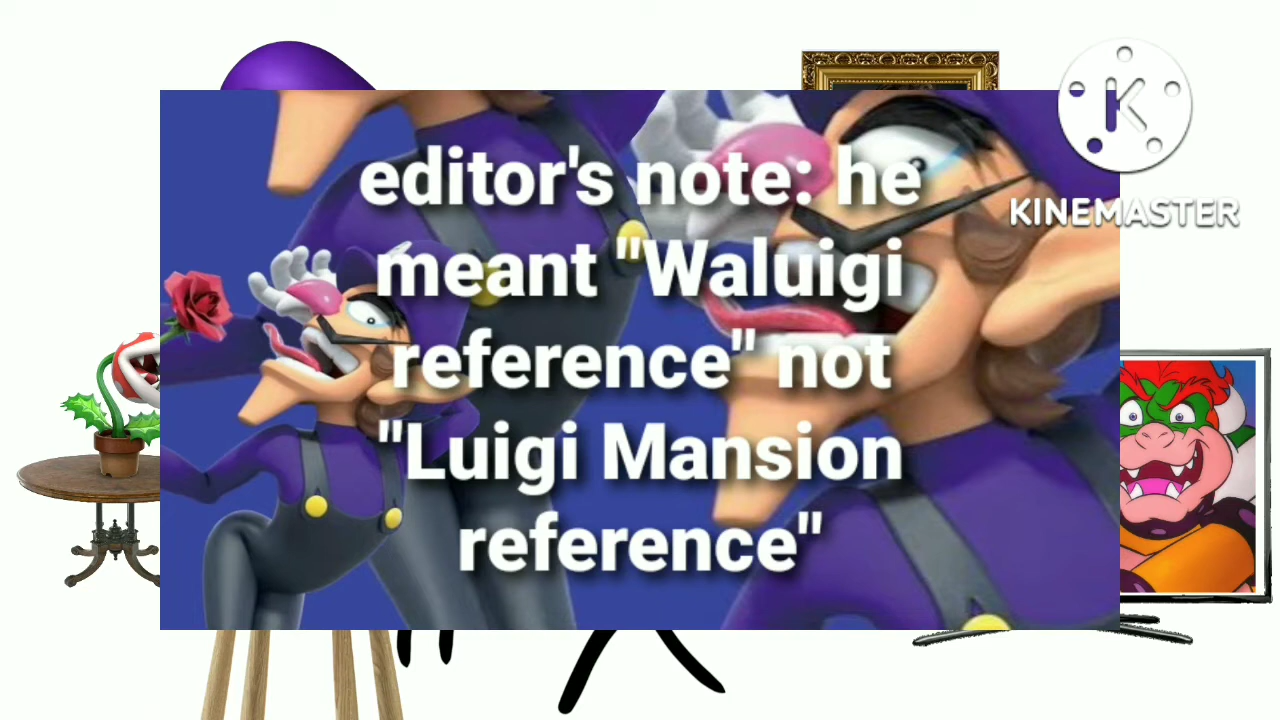 editor's note: he
meant "Waluigi
reference" not
"Luigi Mansion
reference"
K
KINEMASTER